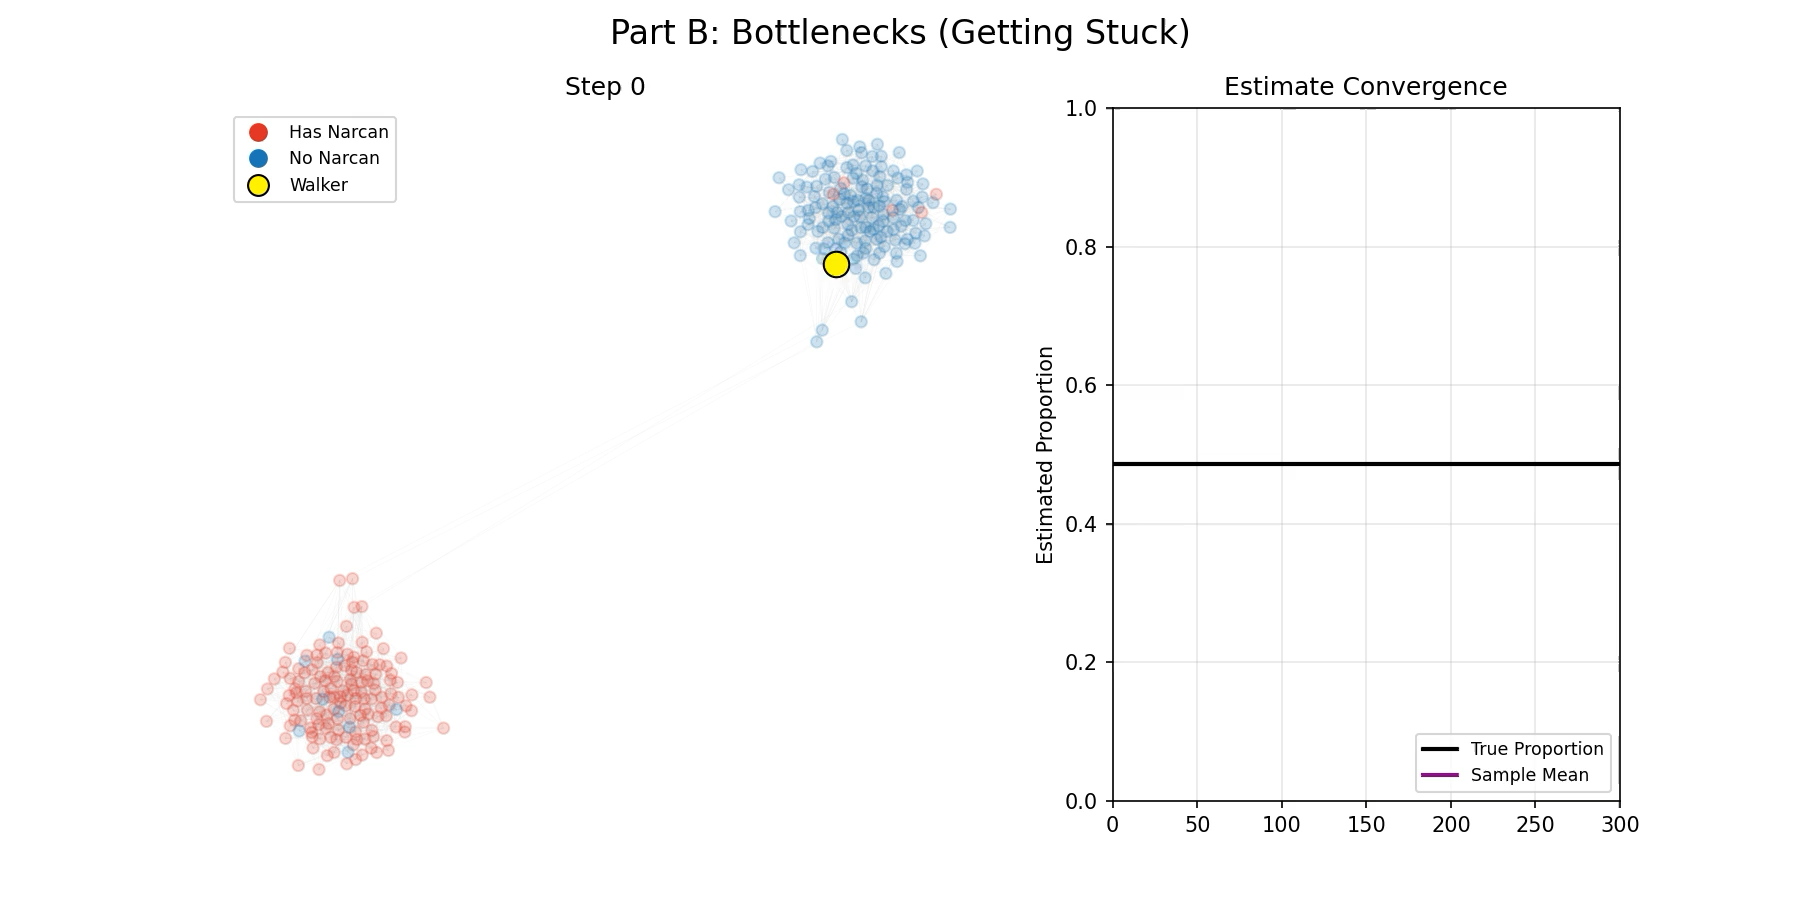 Part B: Bottlenecks (Getting Stuck)
Step 0
Has Narcan
No Narcan
Walker
Estimate Convergence
Estimated Proportion
1.0
0.8
0.6
0.4
0.2
0.0
True Proportion
Sample Mean
0 50 100 150 200 250 300